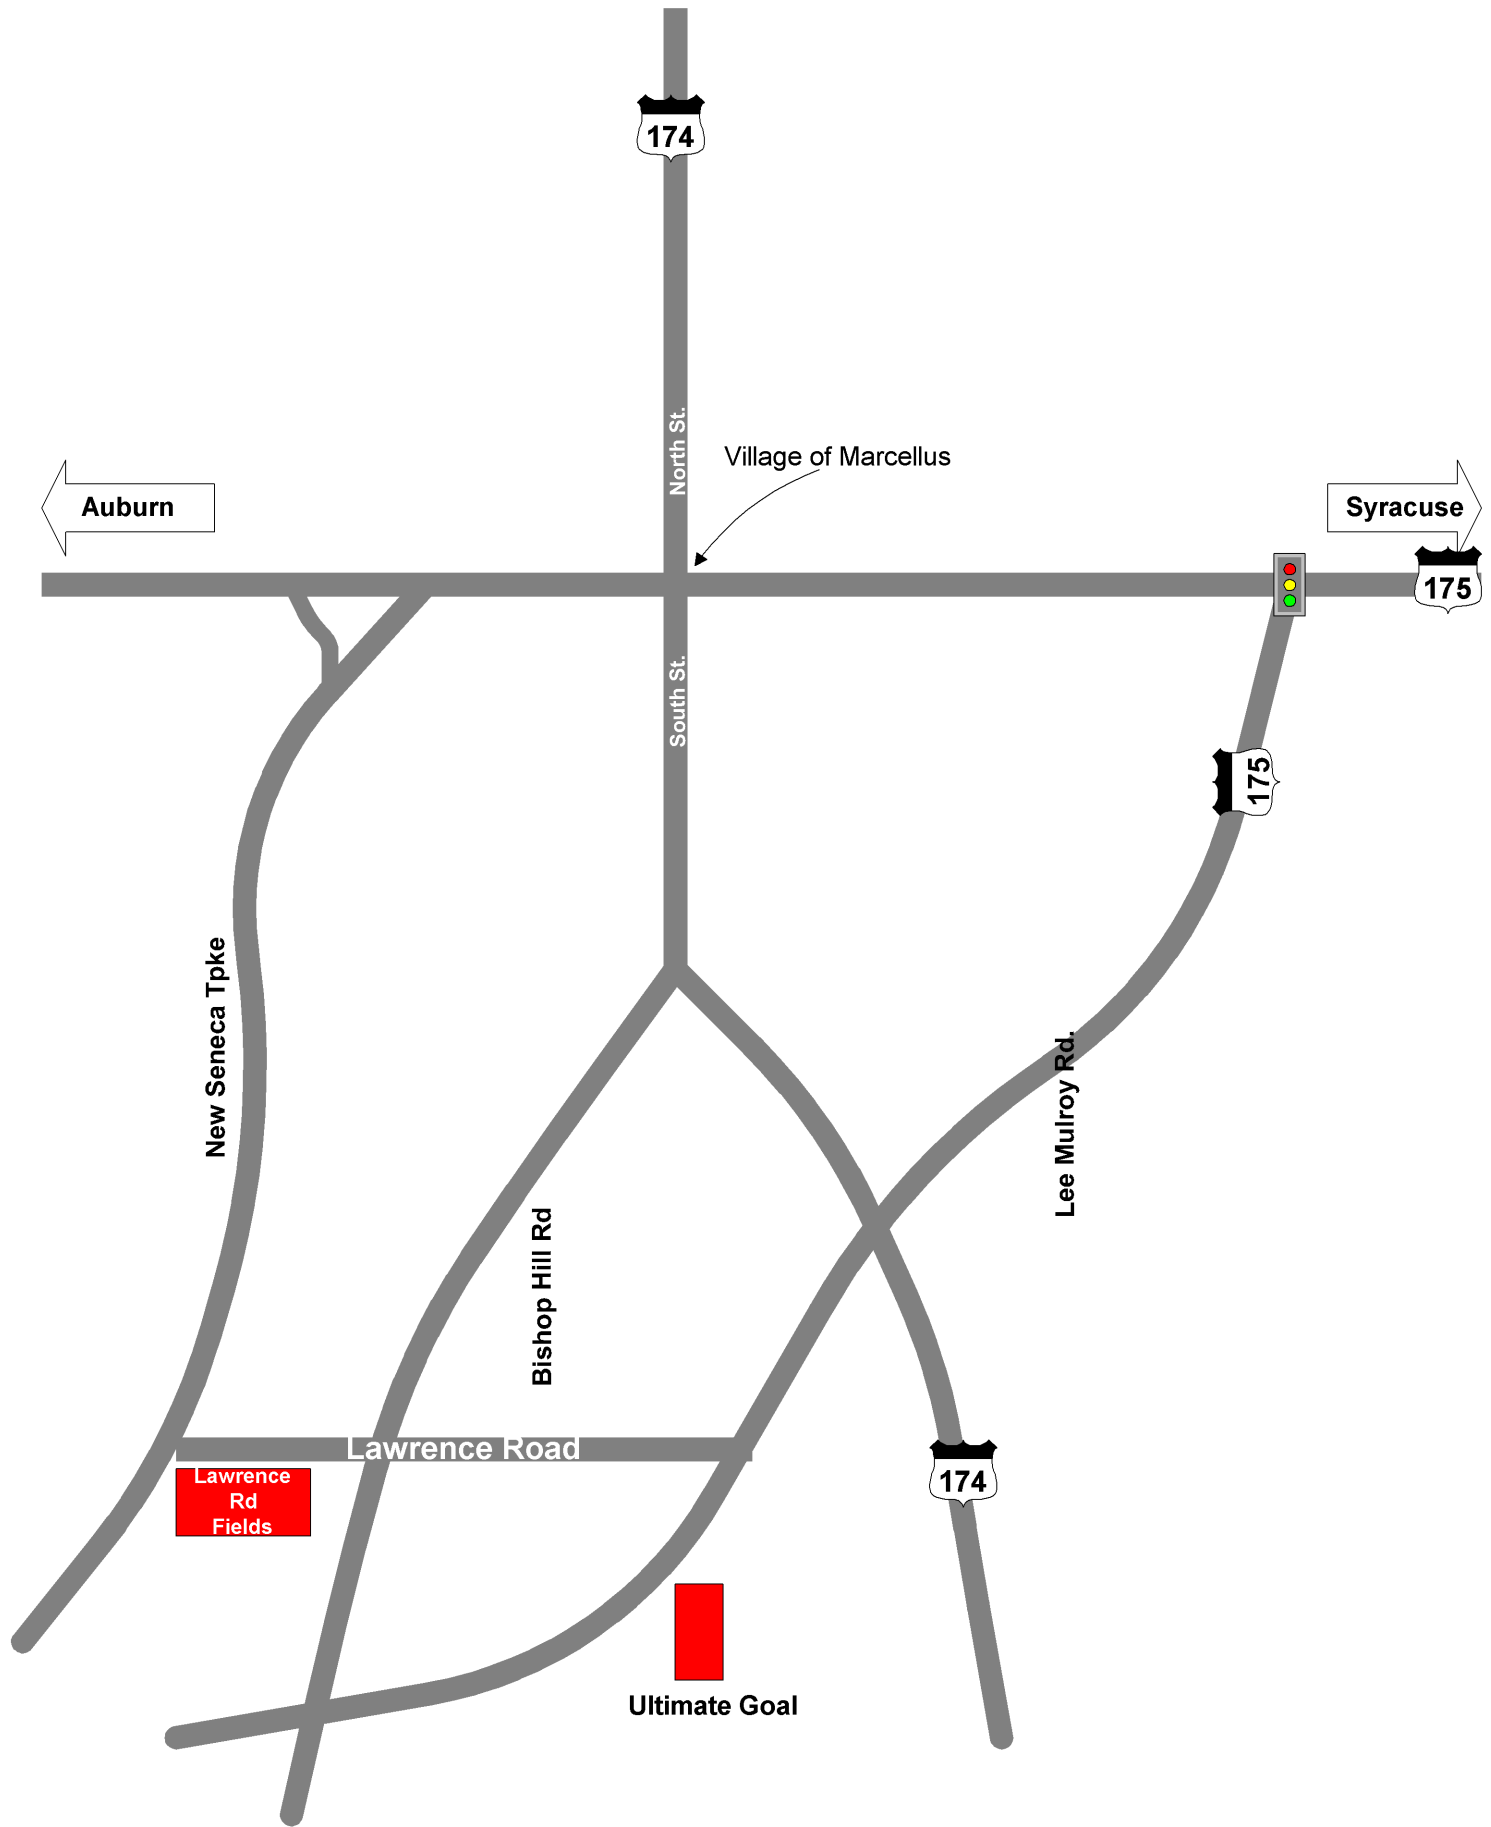 174
North St.
Village of Marcellus
Auburn
Syracuse
175
South St.
175
New Seneca Tpke
Lee Mulroy Rd.
Bishop Hill Rd
Lawrence Road
Lawrence
Rd
Fields
174
Ultimate Goal